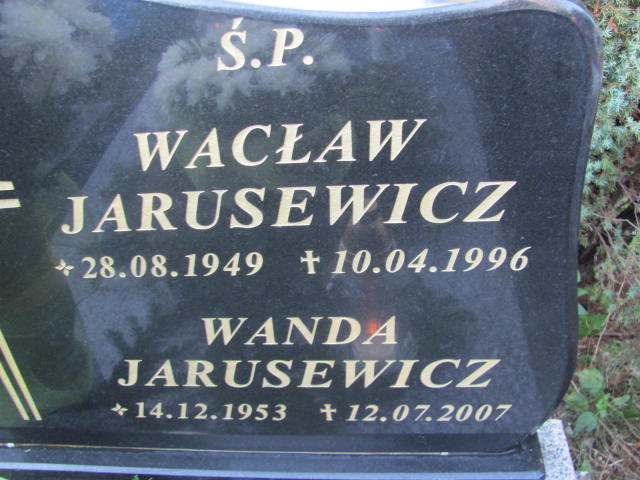 Ś.P.
WACŁAW
JARUSEWICZ
* 28.08.1949 † 10.04.1996
WANDA
JARUSEWICZ
* 14.12.1953 † 12.07.2007